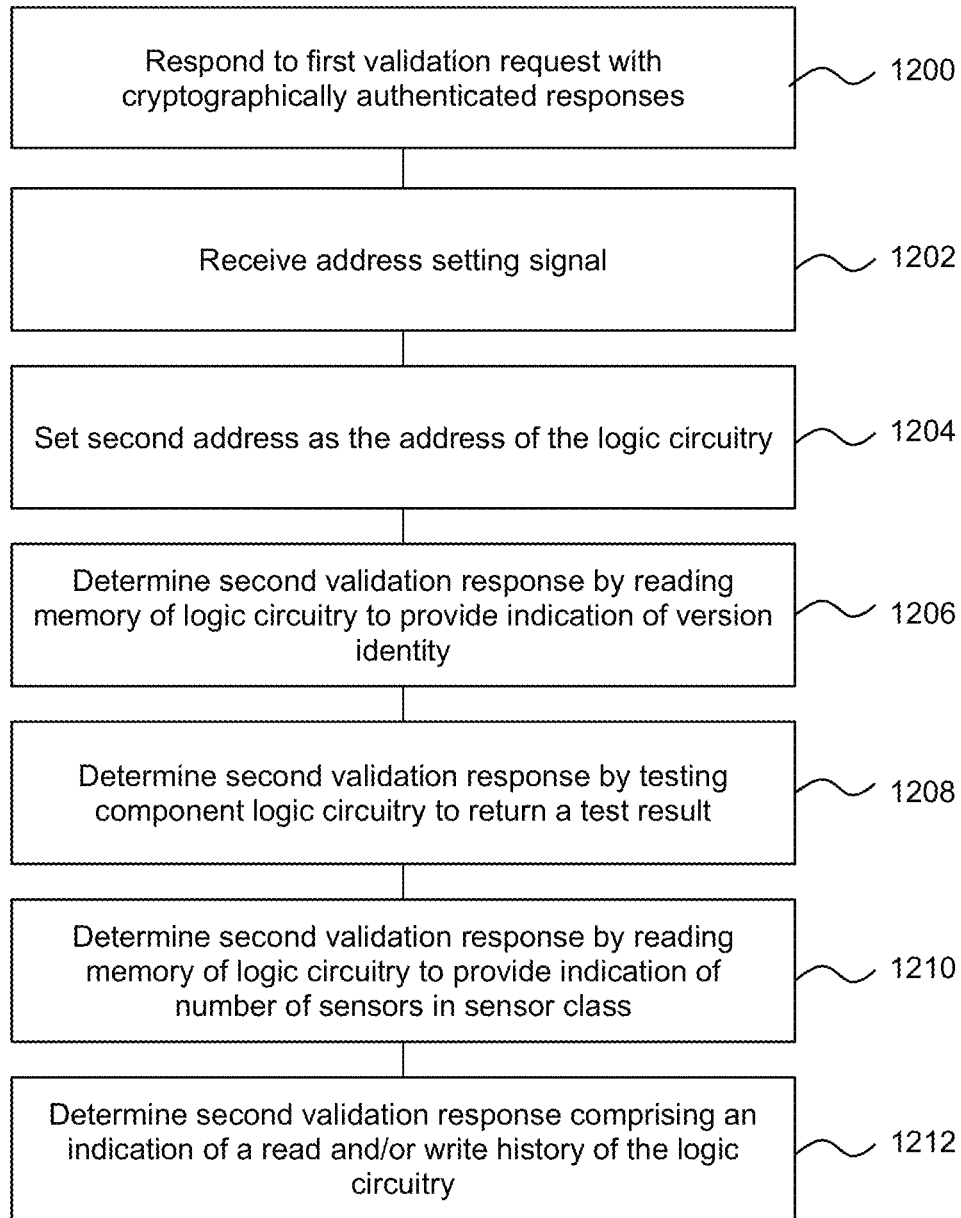 Respond to first validation request with
cryptographically authenticated responses
1200
Receive address setting signal
1202
Set second address as the address of the logic circuitry
1204
Determine second validation response by reading
memory of logic circuitry to provide indication of version
identity
1206
Determine second validation response by testing
component logic circuitry to return a test result
1208
Determine second validation response by reading
memory of logic circuitry to provide indication of
number of sensors in sensor class
1210
Determine second validation response comprising an
indication of a read and/or write history of the logic
circuitry
1212